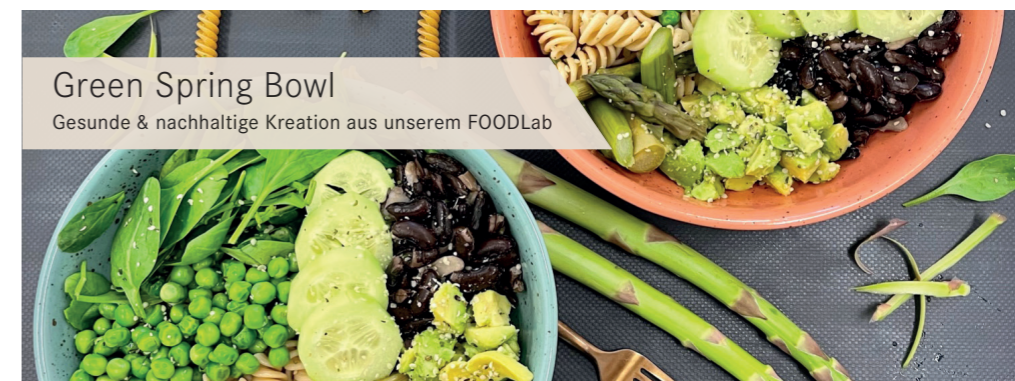 Green Spring Bowl
Gesunde & nachhaltige Kreation aus unserem FOODLab